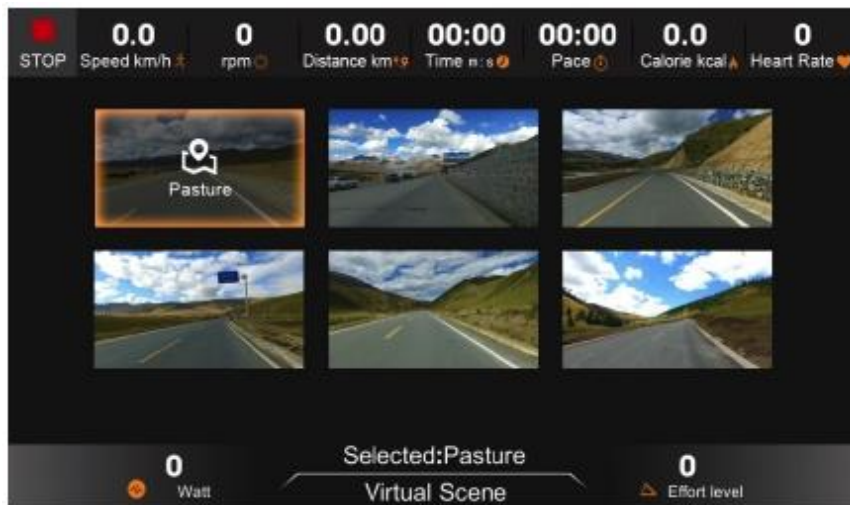 0.0 0 0.00 00:00 00:00 0.0 0
STOP Speed km/h rpm Distance km Time m:s Pace Calorie kcal Heart Rate
Pasture
0 Selected:Pasture 0
Watt Virtual Scene Effort level